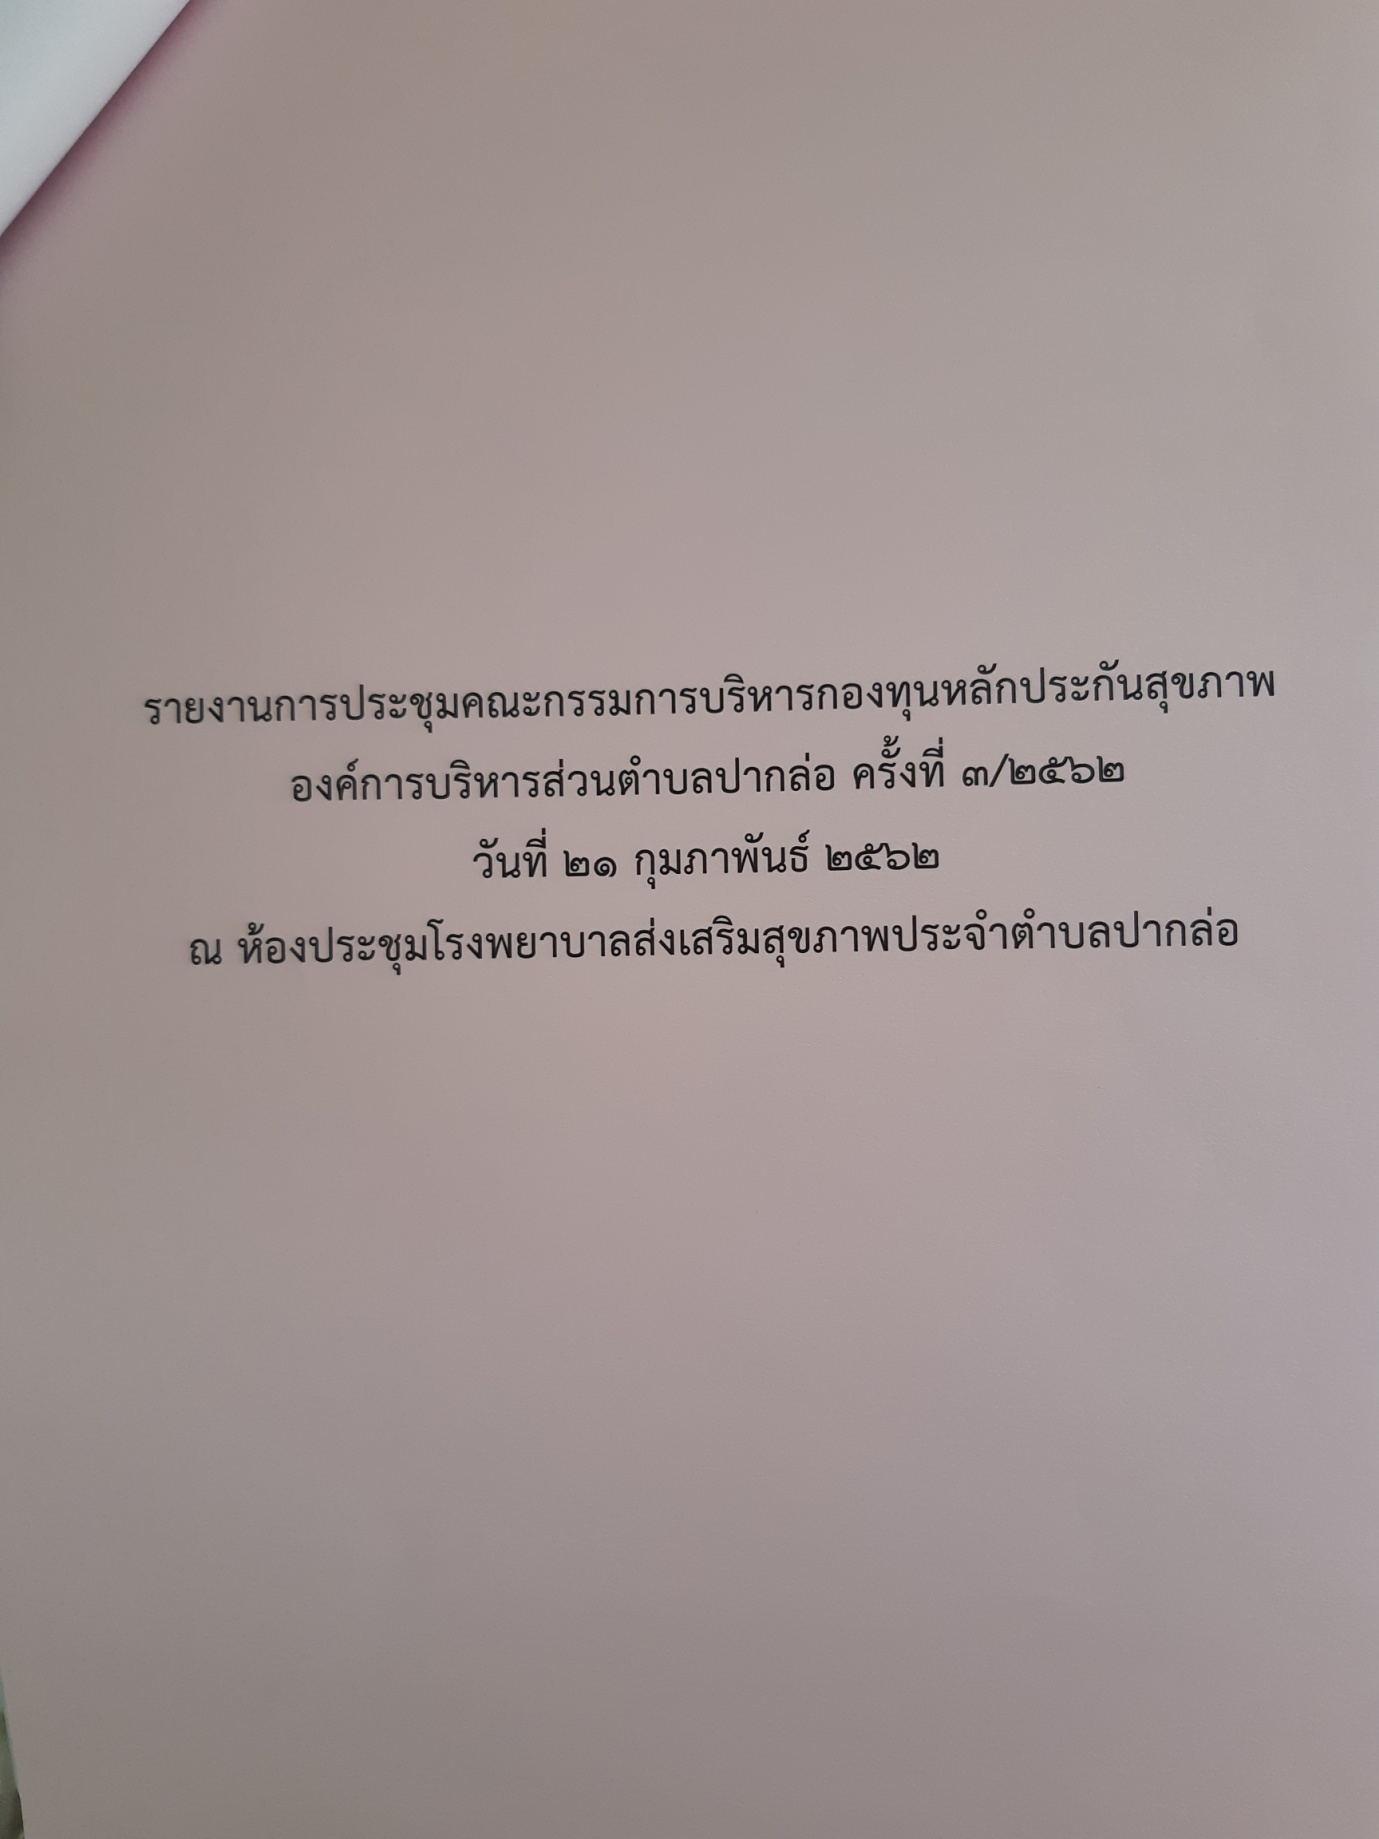 รายงานการประชุมคณะกรรมการบริหารกองทุนหลักประกันสุขภาพ
องค์การบริหารส่วนตำบลปากล่อ ครั้งที่ ๓/๒๕๖๒
วันที่ ๒๑ กุมภาพันธ์ ๒๕๖๒
ณ ห้องประชุมโรงพยาบาลส่งเสริมสุขภาพประจำตำบลปากล่อ